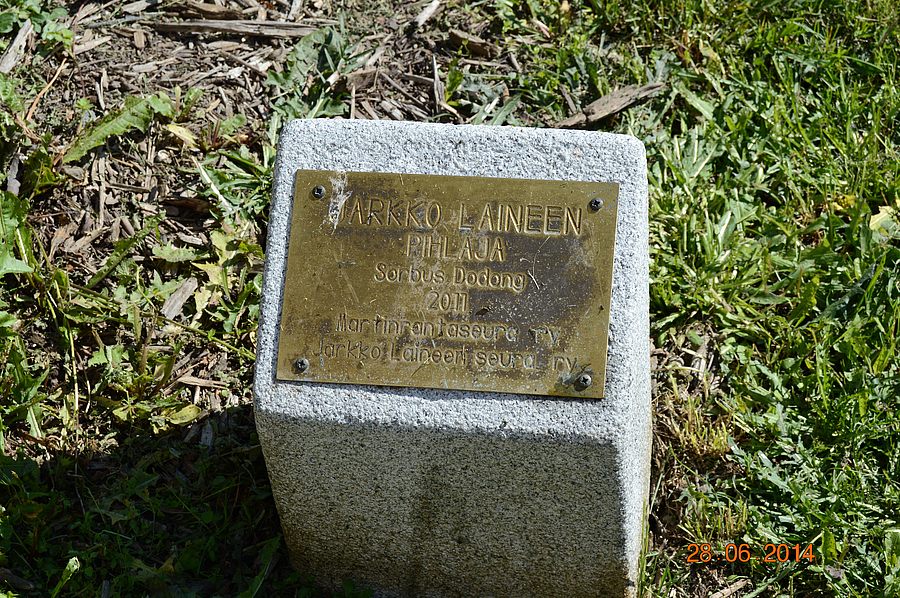 JARKKO LAINEEN
PIHLAJA
Sorbus Dodong
2011
Martinrantaseura ry
Jarkko Laineen seura ry
28 06 2014